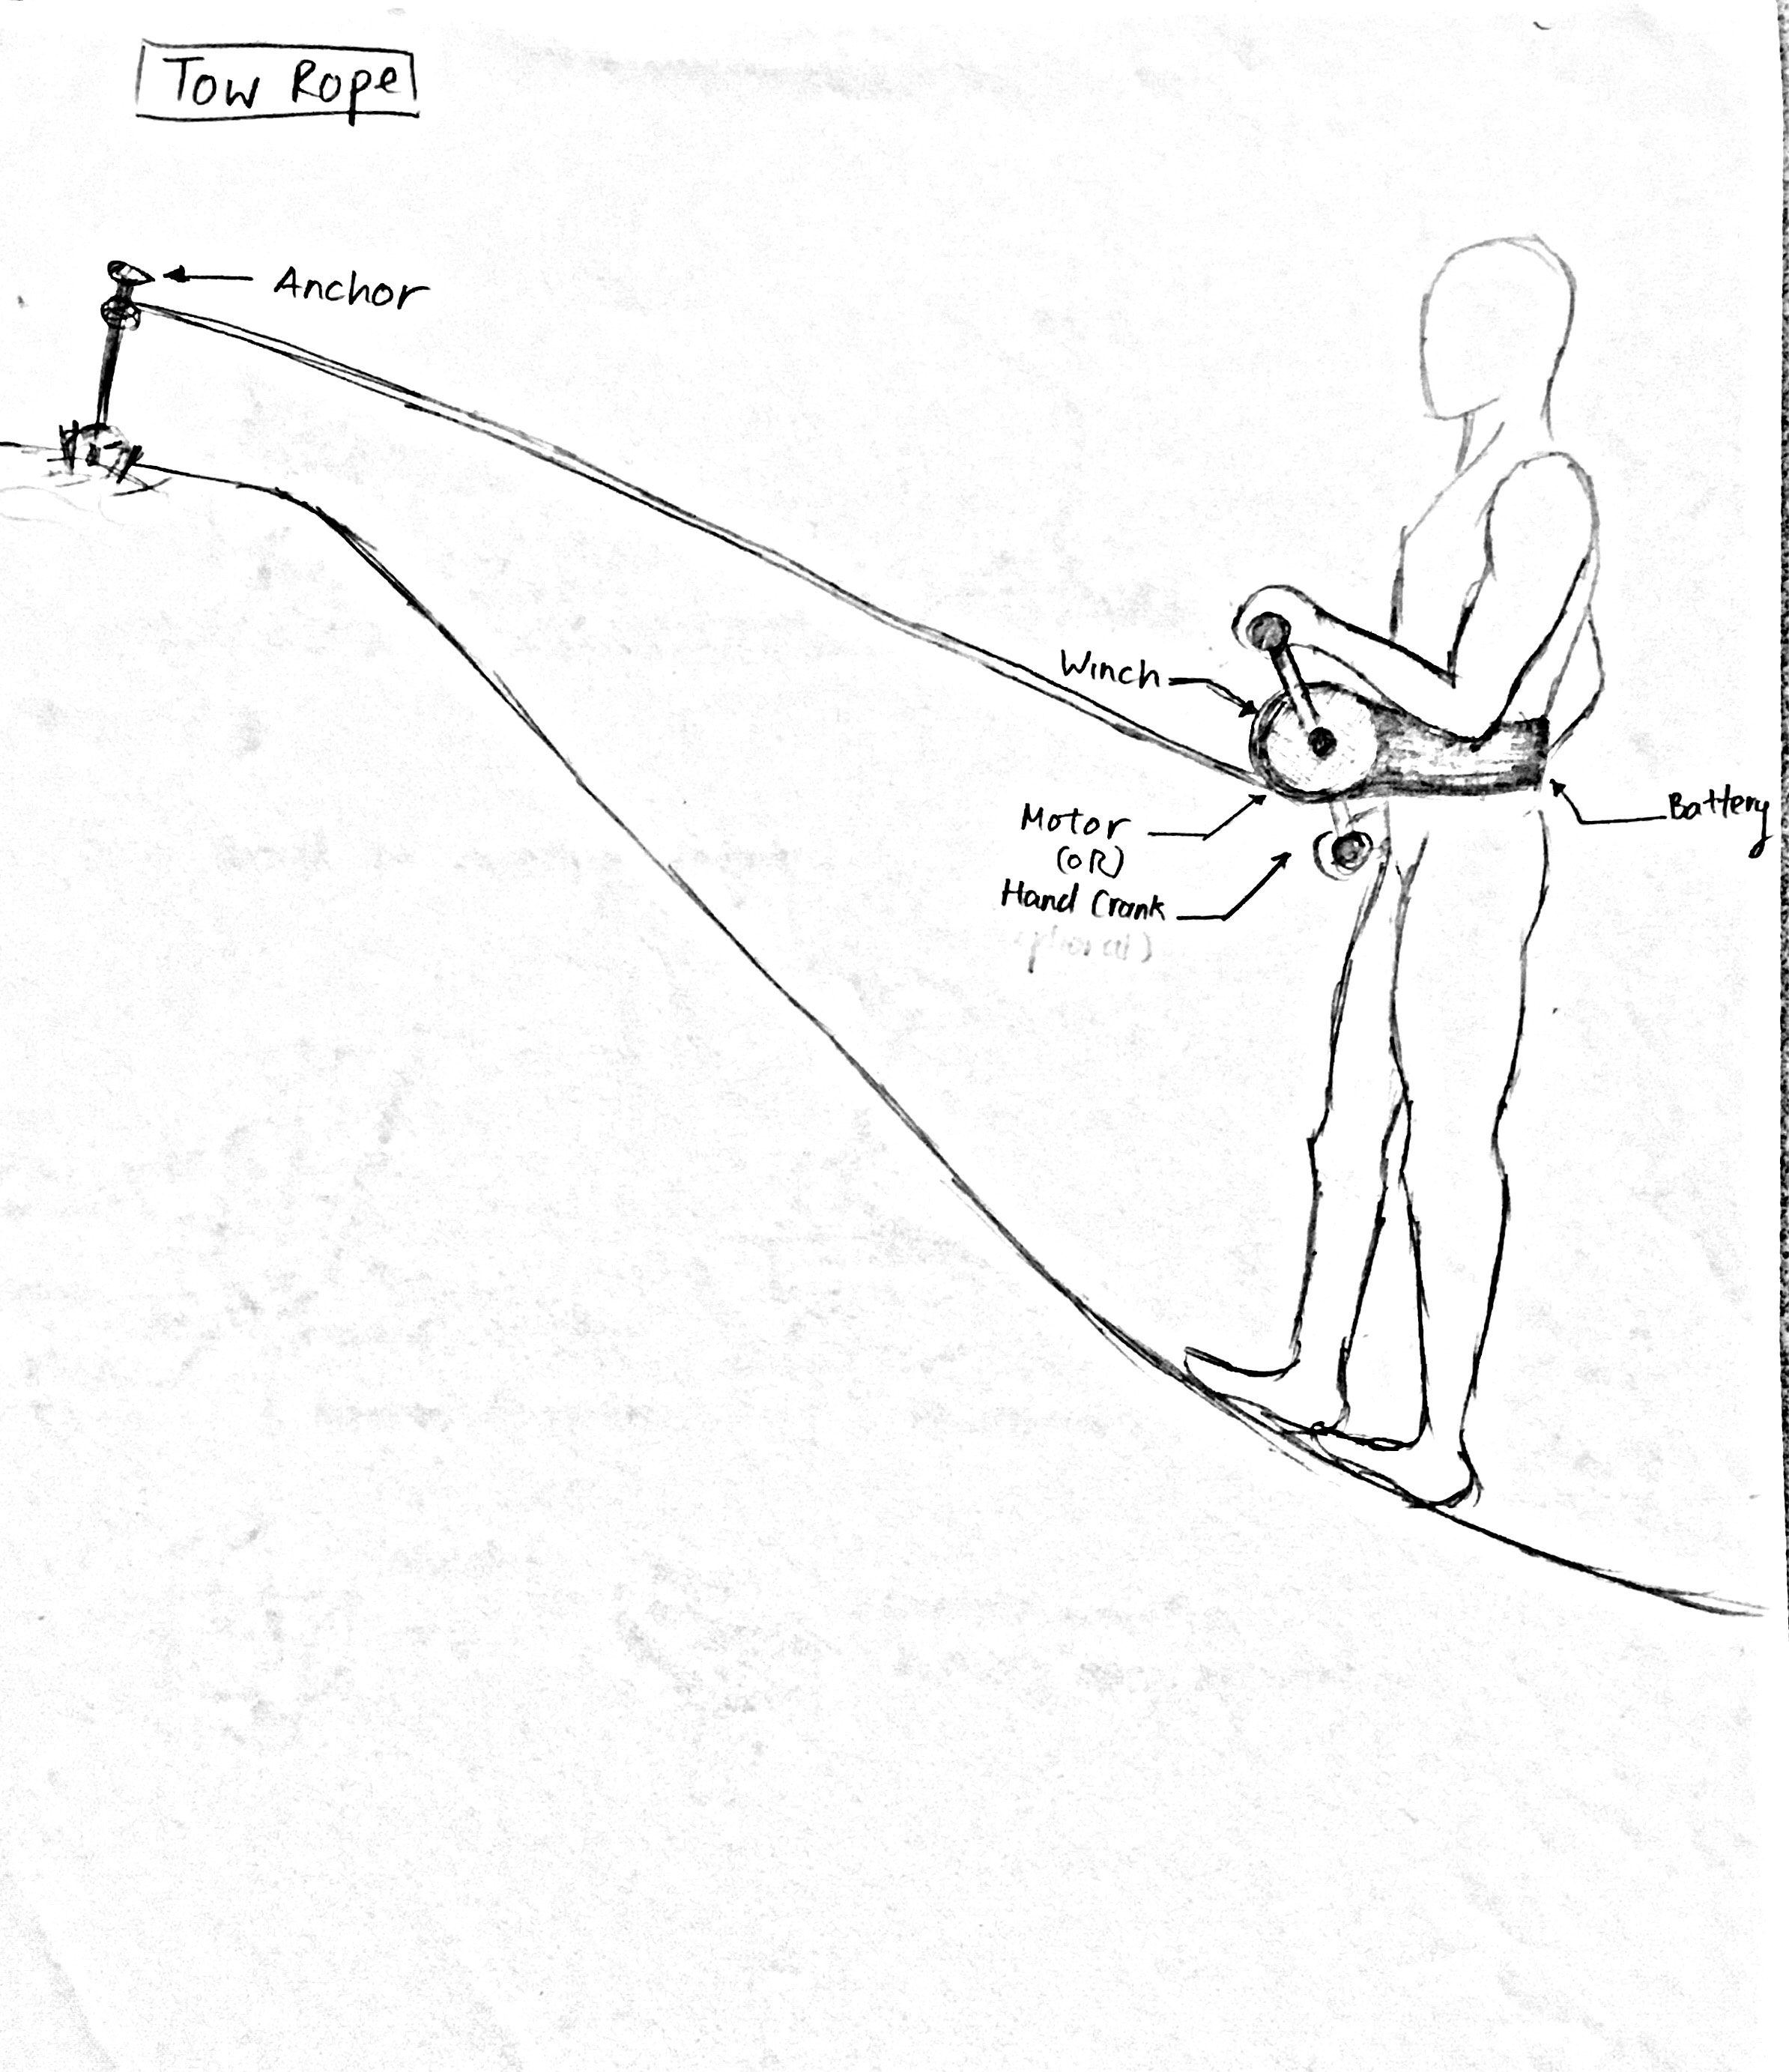 Tow Rope
Anchor
Winch
Motor
(OR)
Hand Crank
Battery